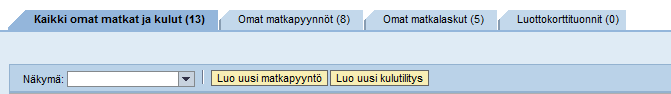 Kaikki omat matkat ja kulut (13) Omat matkapyynnöt (8) Omat matkalaskut (5) Luottokorttituonnit (0)
Näkymä: Luo uusi matkapyyntö Luo uusi kulutilitys